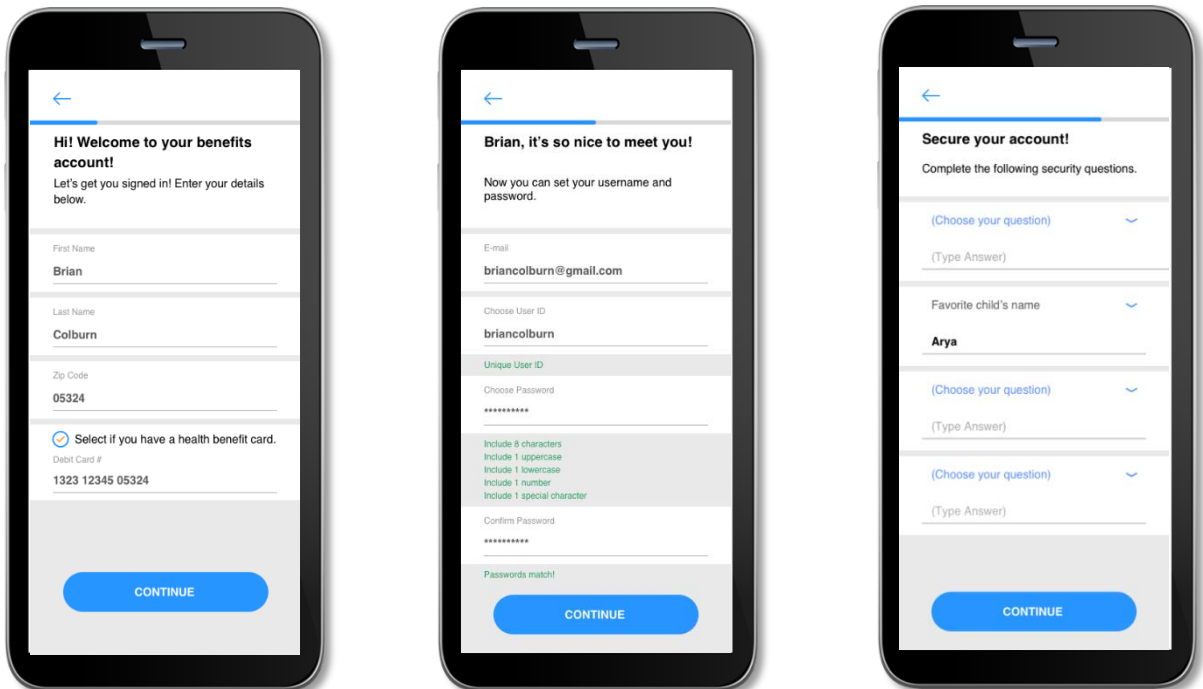 Hi! Welcome to your benefits
account!
Let's get you signed in! Enter your details
below.
First Name
Brian
Last Name
Colburn
Zip Code
05324
Select if you have a health benefit card.
Debit Card #
1323 12345 05324
CONTINUE
Brian, it's so nice to meet you!
Now you can set your username and
password.
E-mail
briancolburn@gmail.com
Choose User ID
briancolburn
Unique User ID
Choose Password
**********
Include 8 characters
Include 1 uppercase
Include 1 lowercase
Include 1 number
Include 1 special character
Confirm Password
**********
Passwords match!
CONTINUE
Secure your account!
Complete the following security questions.
(Choose your question)
(Type Answer)
Favorite child's name
Arya
(Choose your question)
(Type Answer)
(Choose your question)
(Type Answer)
CONTINUE